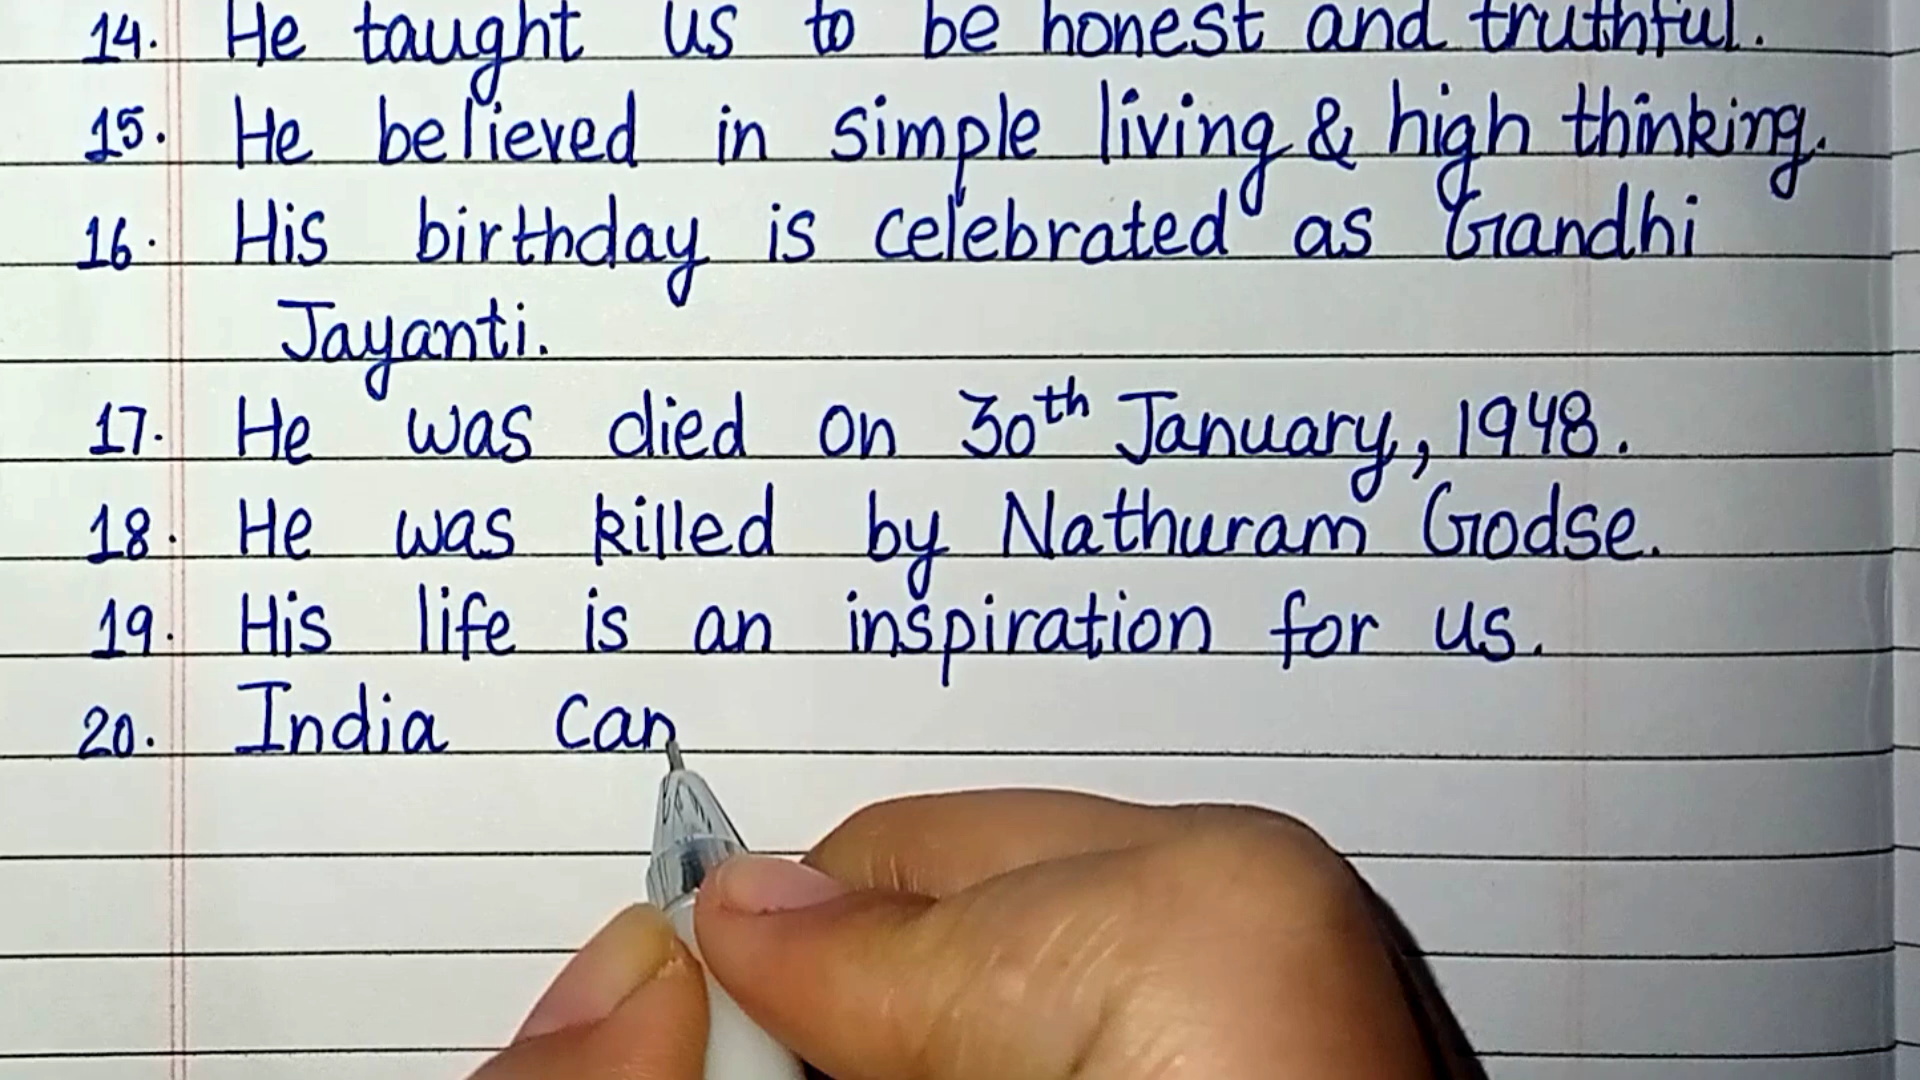 14. He taught us to be honest and truthful.
15. He believed in simple living & high thinking.
16. His birthday is celebrated as Gandhi
Jayanti.
17. He was died on 30th January, 1948.
18. He was killed by Nathuram Godse.
19. His life is an inspiration for us.
20. India can